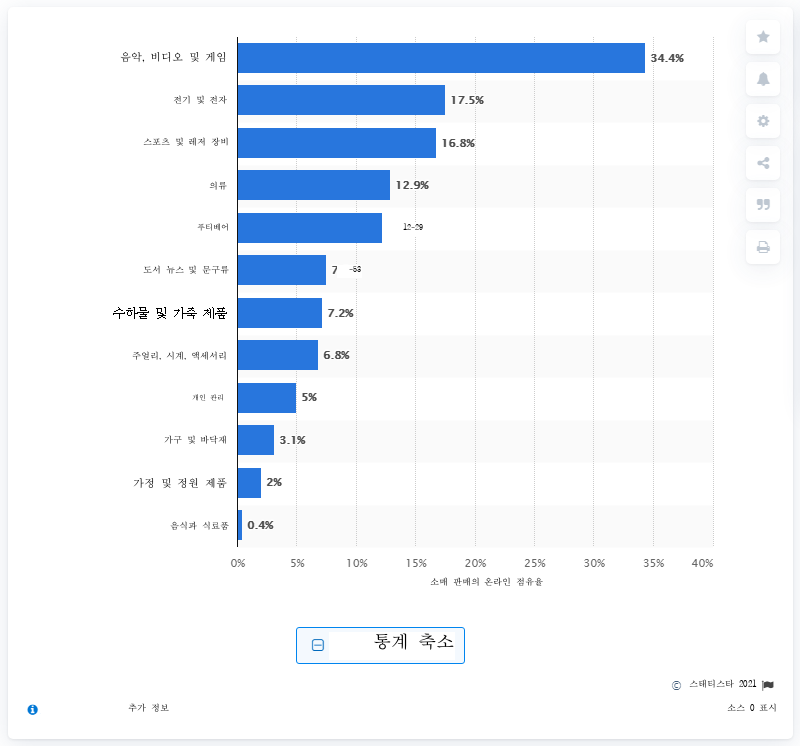 음악, 비디오 및 게임
34.4%
전기 및 전자
17.5%
스포츠 및 레저 장비
16.8%
의류
12.9%
푸티베어
12-29
도서 뉴스 및 문구류
7 -63
수하물 및 가죽 제품
7.2%
주얼리, 시계, 액세서리
6.8%
개인 관리
5%
가구 및 바닥재
3.1%
가정 및 정원 제품
2%
음식과 식료품
0.4%
0% 5% 10% 15% 20% 25% 30% 35% 40%
소매 판매의 온라인 점유율
통계 축소
© 스태티스타 2021
추가 정보
소스 0 표시